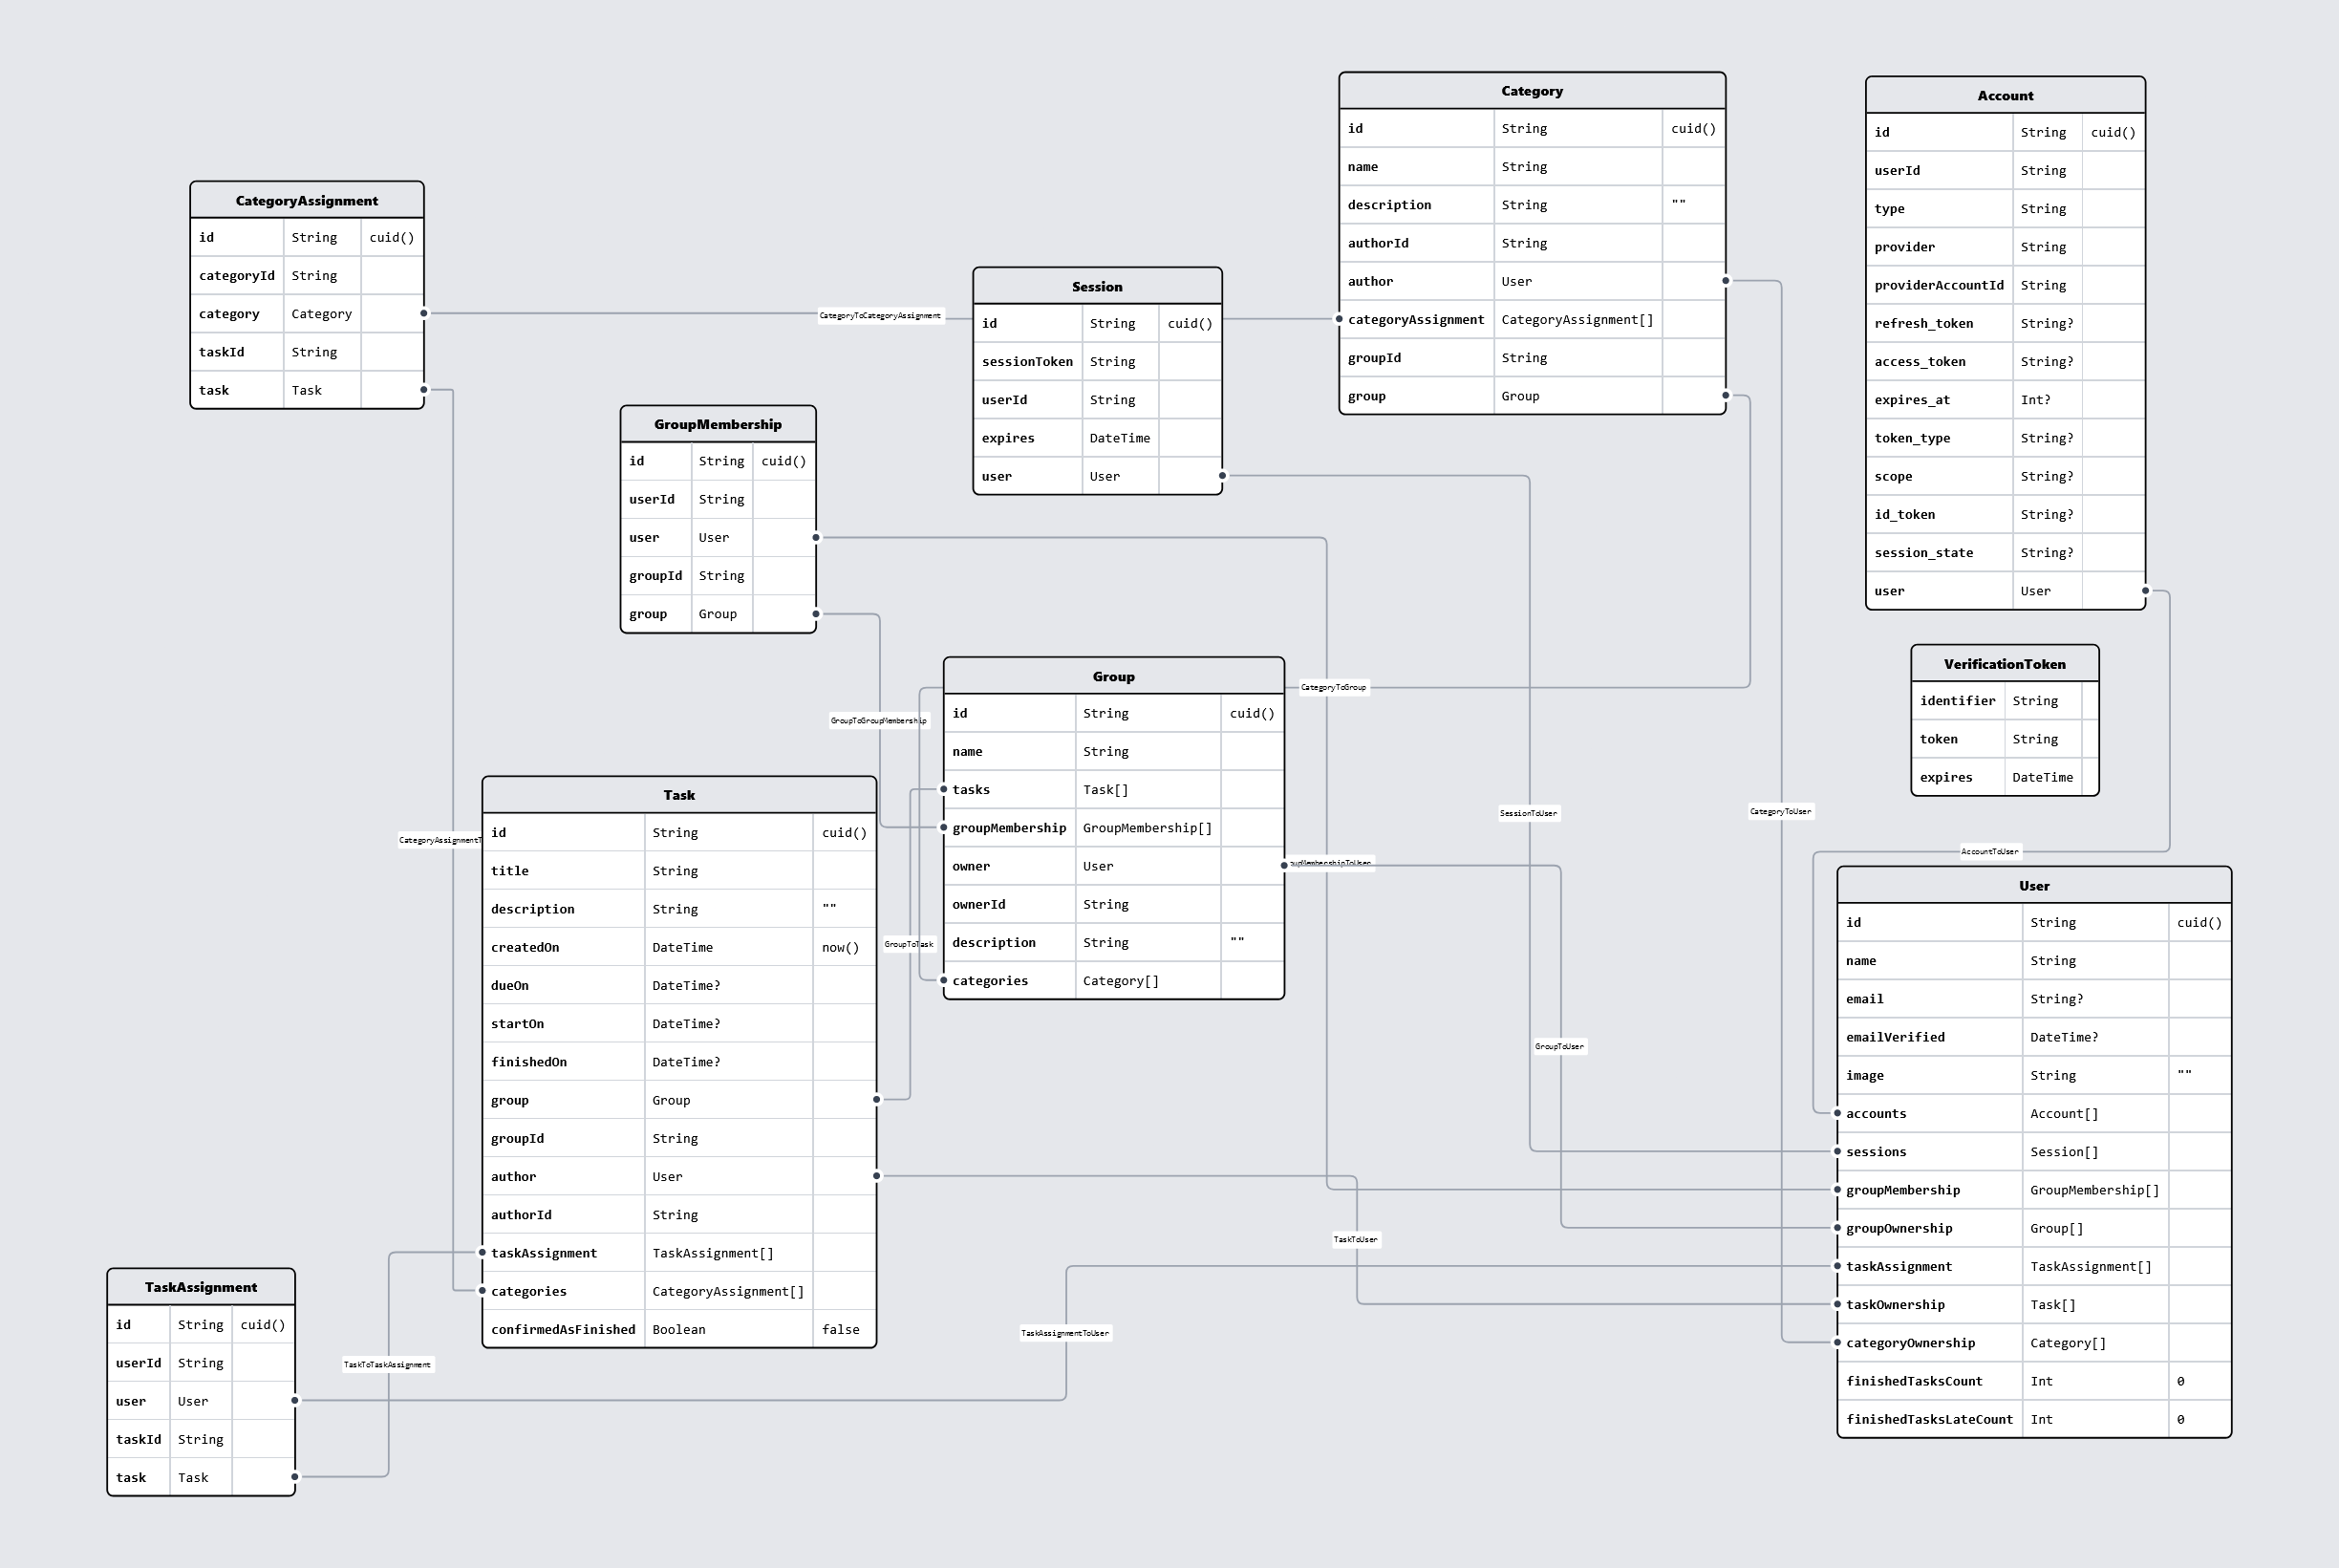 Category
id String cuid()
name String
description String ""
authorId String
author User
categoryAssignment CategoryAssignment[]
groupId String
group Group
Account
id String cuid()
userId String
type String
provider String
providerAccountId String
refresh_token String?
access_token String?
expires_at Int?
token_type String?
scope String?
id_token String?
session_state String?
user User
CategoryAssignment
id String cuid()
categoryId String
category Category
taskId String
task Task
CategoryToCategoryAssignment
Session
id String cuid()
sessionToken String
userId String
expires DateTime
user User
GroupMembership
id String cuid()
userId String
user User
groupId String
group Group
VerificationToken
identifier String
token String
expires DateTime
Group
id String cuid()
name String
tasks Task[]
groupMembership GroupMembership[]
owner User
ownerId String
description String ""
categories Category[]
CategoryToGroup
GroupToGroupMembership
Task
id String cuid()
title String
description String ""
createdOn DateTime now()
dueOn DateTime?
startOn DateTime?
finishedOn DateTime?
group Group
groupId String
author User
authorId String
taskAssignment TaskAssignment[]
categories CategoryAssignment[]
confirmedAsFinished Boolean false
CategoryAssignmentT
SessionToUser
CategoryToUser
AccountToUser
upMembershipToUser
GroupToTask
GroupToUser
User
id String cuid()
name String
email String?
emailVerified DateTime?
image String ""
accounts Account[]
sessions Session[]
groupMembership GroupMembership[]
groupOwnership Group[]
taskAssignment TaskAssignment[]
taskOwnership Task[]
categoryOwnership Category[]
finishedTasksCount Int 0
finishedTasksLateCount Int 0
TaskToUser
TaskAssignmentToUser
TaskToTaskAssignment
TaskAssignment
id String cuid()
userId String
user User
taskId String
task Task